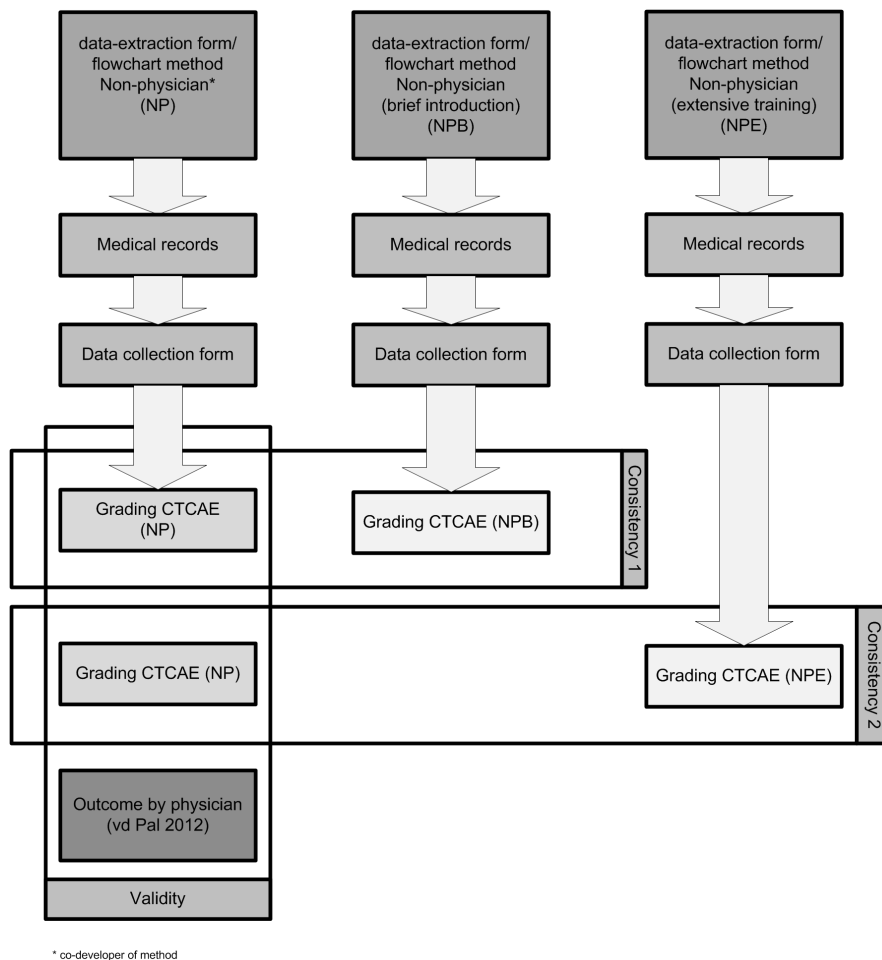 data-extraction form/
flowchart method
Non-physician*
(NP)
data-extraction form/
flowchart method
Non-physician
(brief introduction)
(NPB)
data-extraction form/
flowchart method
Non-physician
(extensive training)
(NPE)
Medical records
Medical records
Medical records
Data collection form
Data collection form
Data collection form
Grading CTCAE
(NP)
Grading CTCAE (NPB)
Consistency 1
Grading CTCAE (NP)
Grading CTCAE (NPE)
Consistency 2
Outcome by physician
(vd Pal 2012)
Validity
* co-developer of method